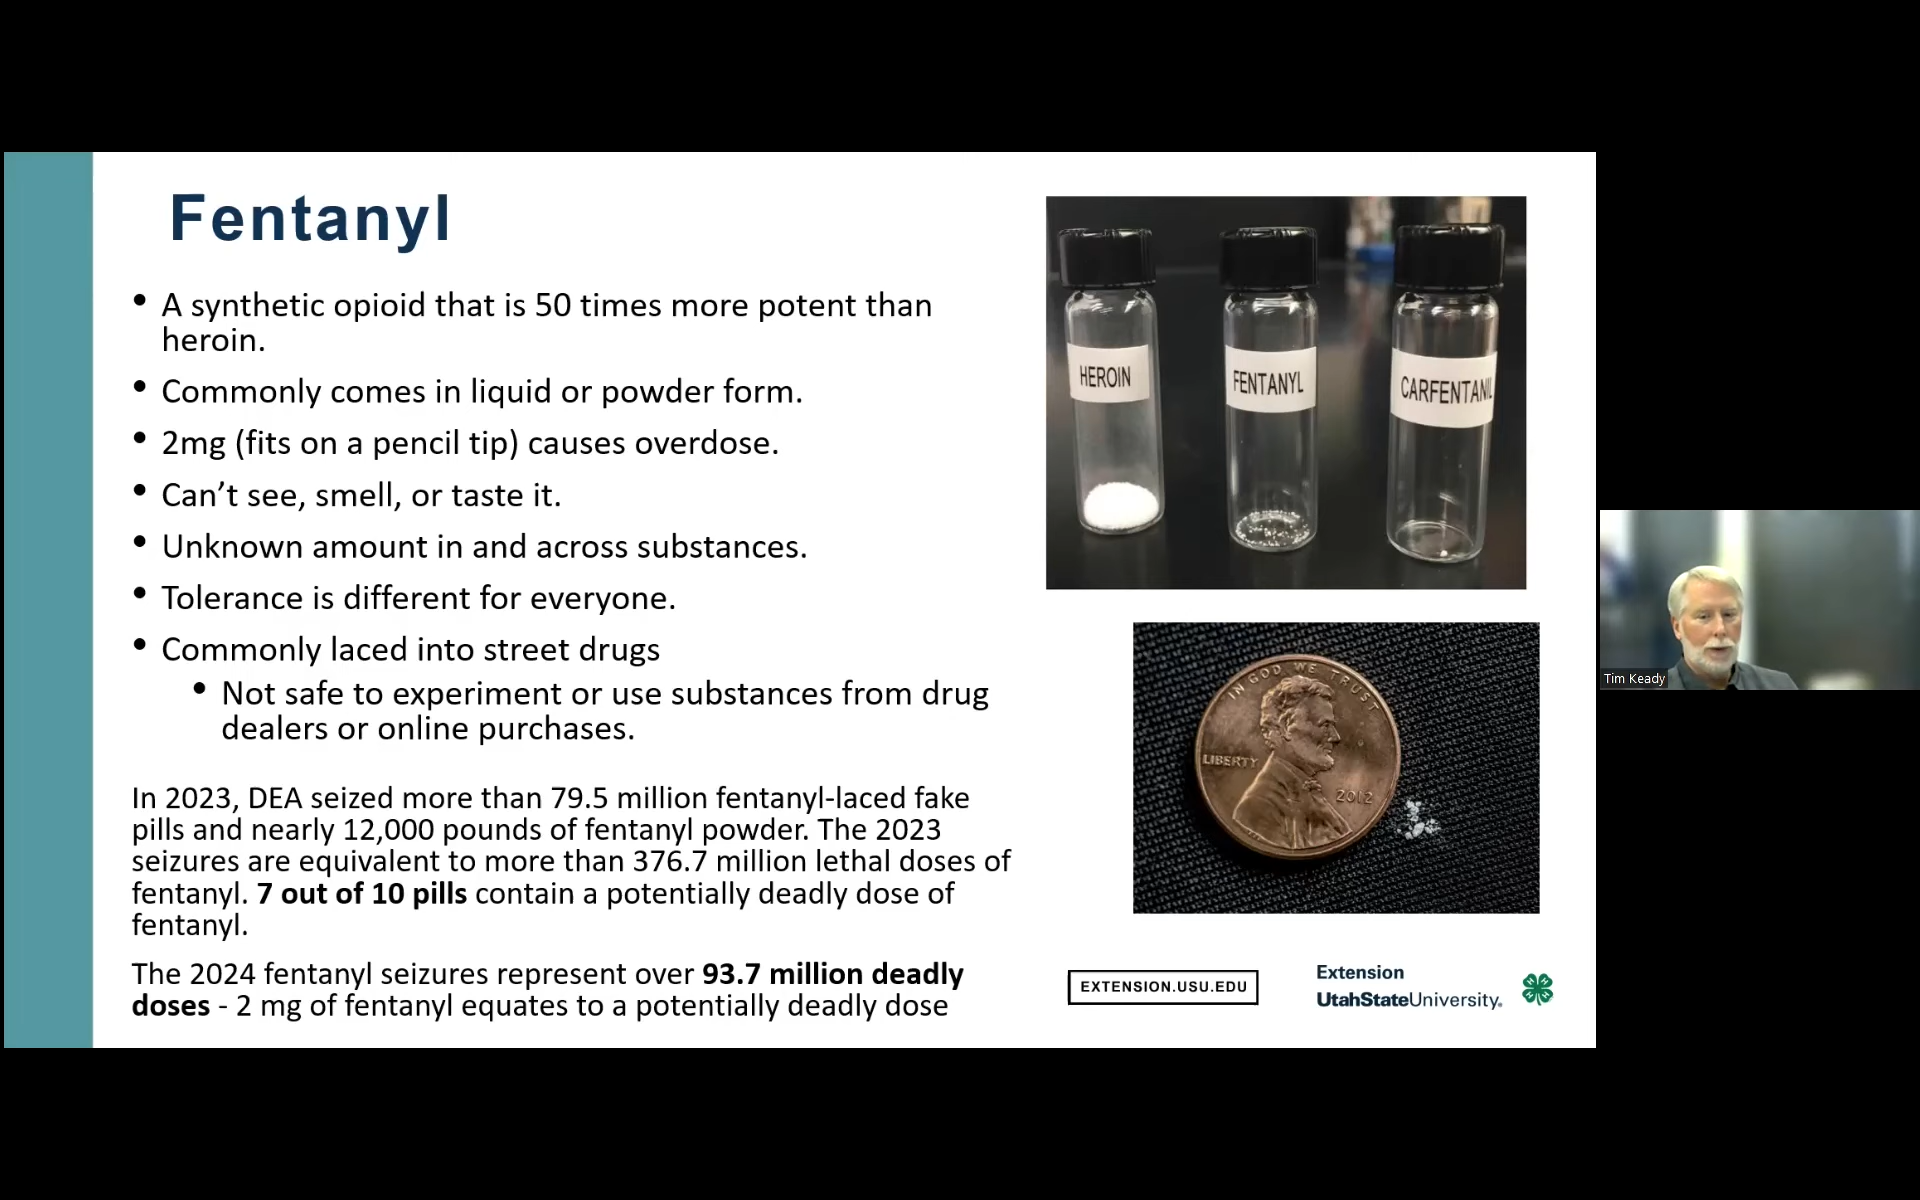 Fentanyl
• A synthetic opioid that is 50 times more potent than
heroin.
• Commonly comes in liquid or powder form.
• 2mg (fits on a pencil tip) causes overdose.
• Can’t see, smell, or taste it.
• Unknown amount in and across substances.
• Tolerance is different for everyone.
• Commonly laced into street drugs
• Not safe to experiment or use substances from drug
dealers or online purchases.
In 2023, DEA seized more than 79.5 million fentanyl-laced fake
pills and nearly 12,000 pounds of fentanyl powder. The 2023
seizures are equivalent to more than 376.7 million lethal doses of
fentanyl. 7 out of 10 pills contain a potentially deadly dose of
fentanyl.
The 2024 fentanyl seizures represent over 93.7 million deadly
doses - 2 mg of fentanyl equates to a potentially deadly dose
HEROIN
FENTANYL
CARFENTANIL
IN GOD WE TRUST
LIBERTY
2012
EXTENSION.USU.EDU
Extension
UtahStateUniversity®
Tim Keady